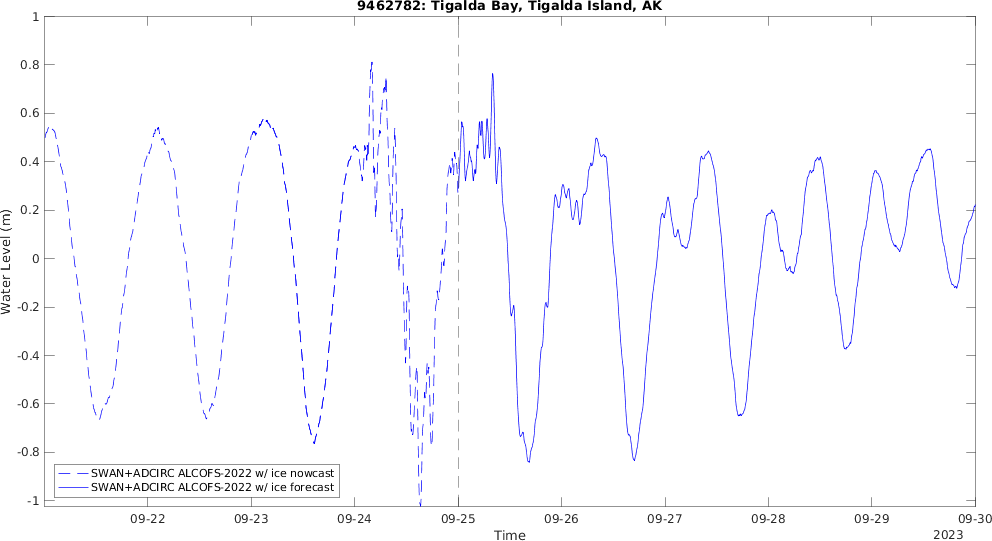 9462782: Tigalda Bay, Tigalda Island, AK
1
0.8
0.6
0.4
0.2
0
-0.2
-0.4
-0.6
-0.8
-1
Water Level (m)
SWAN+ADCIRC ALCOFS-2022 w/ ice nowcast
SWAN+ADCIRC ALCOFS-2022 w/ ice forecast
09-22 09-23 09-24 09-25 09-26 09-27 09-28 09-29 09-30
Time
2023